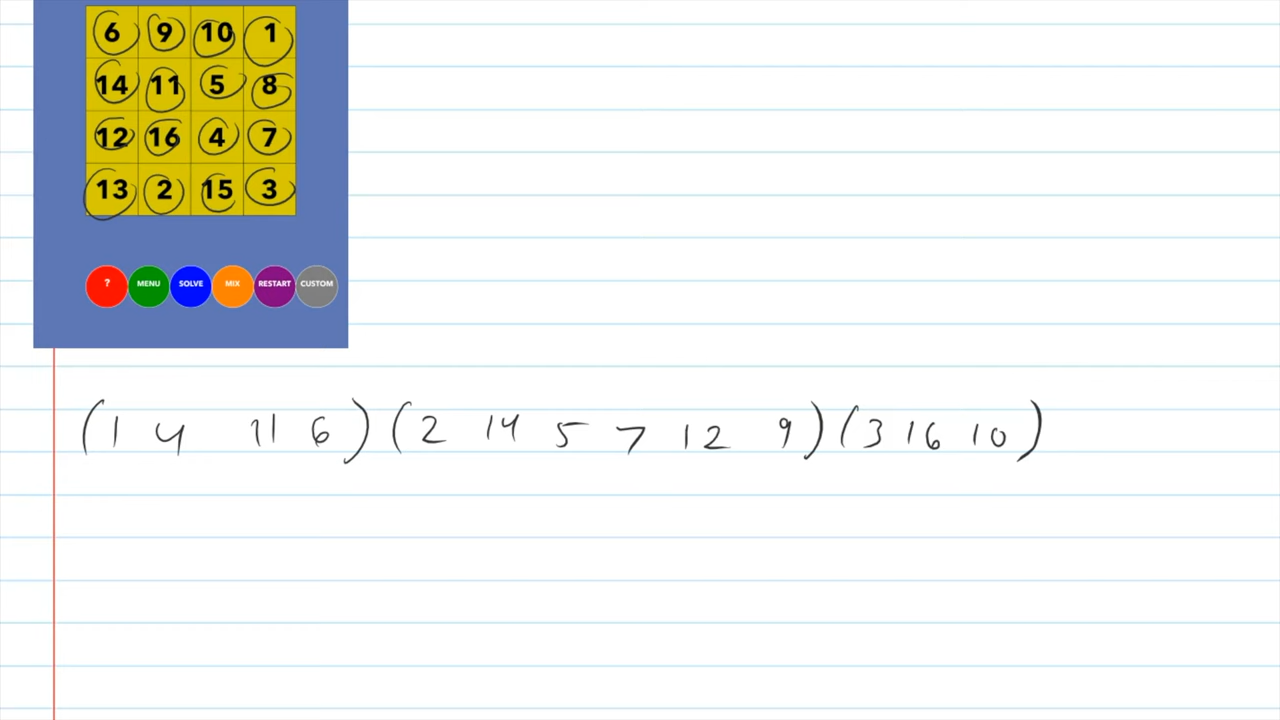 6 9 10 1
14 11 5 8
12 16 4 7
13 2 15 3
? MENU SOLVE MIX RESTART CUSTOM
(1 4 11 6)(2 14 5 7 12 9)(3 16 10)